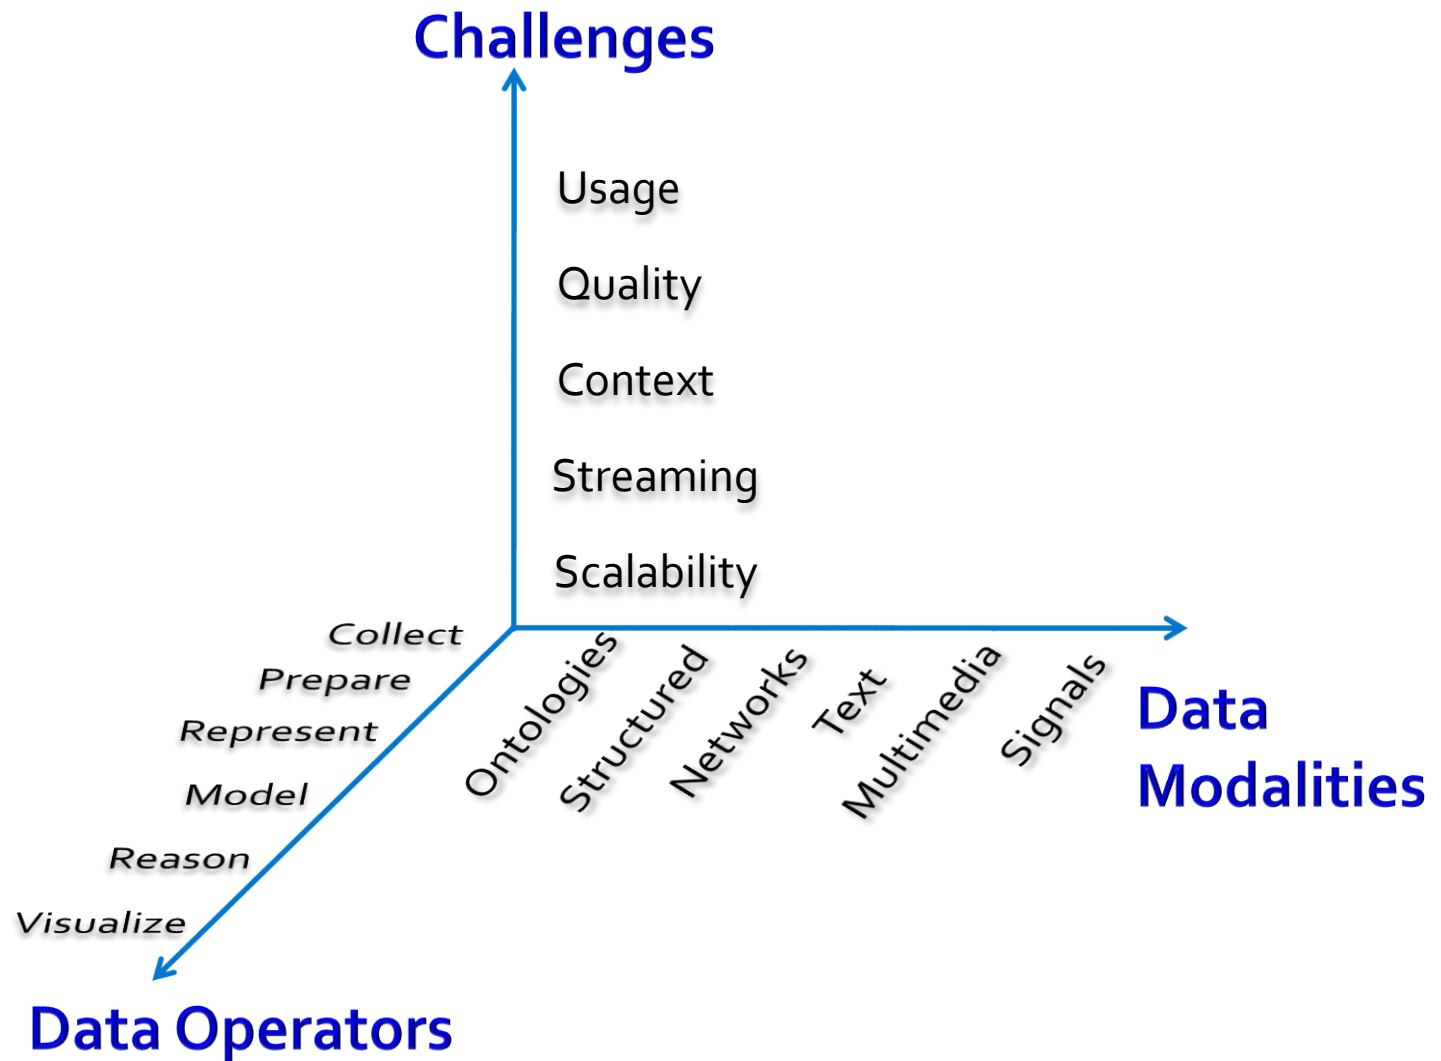 Challenges
Usage
Quality
Context
Streaming
Scalability
Collect
Prepare
Represent
Model
Reason
Visualize
Data Operators
Ontologies
Structured
Networks
Text
Multimedia
Signals
Data
Modalities